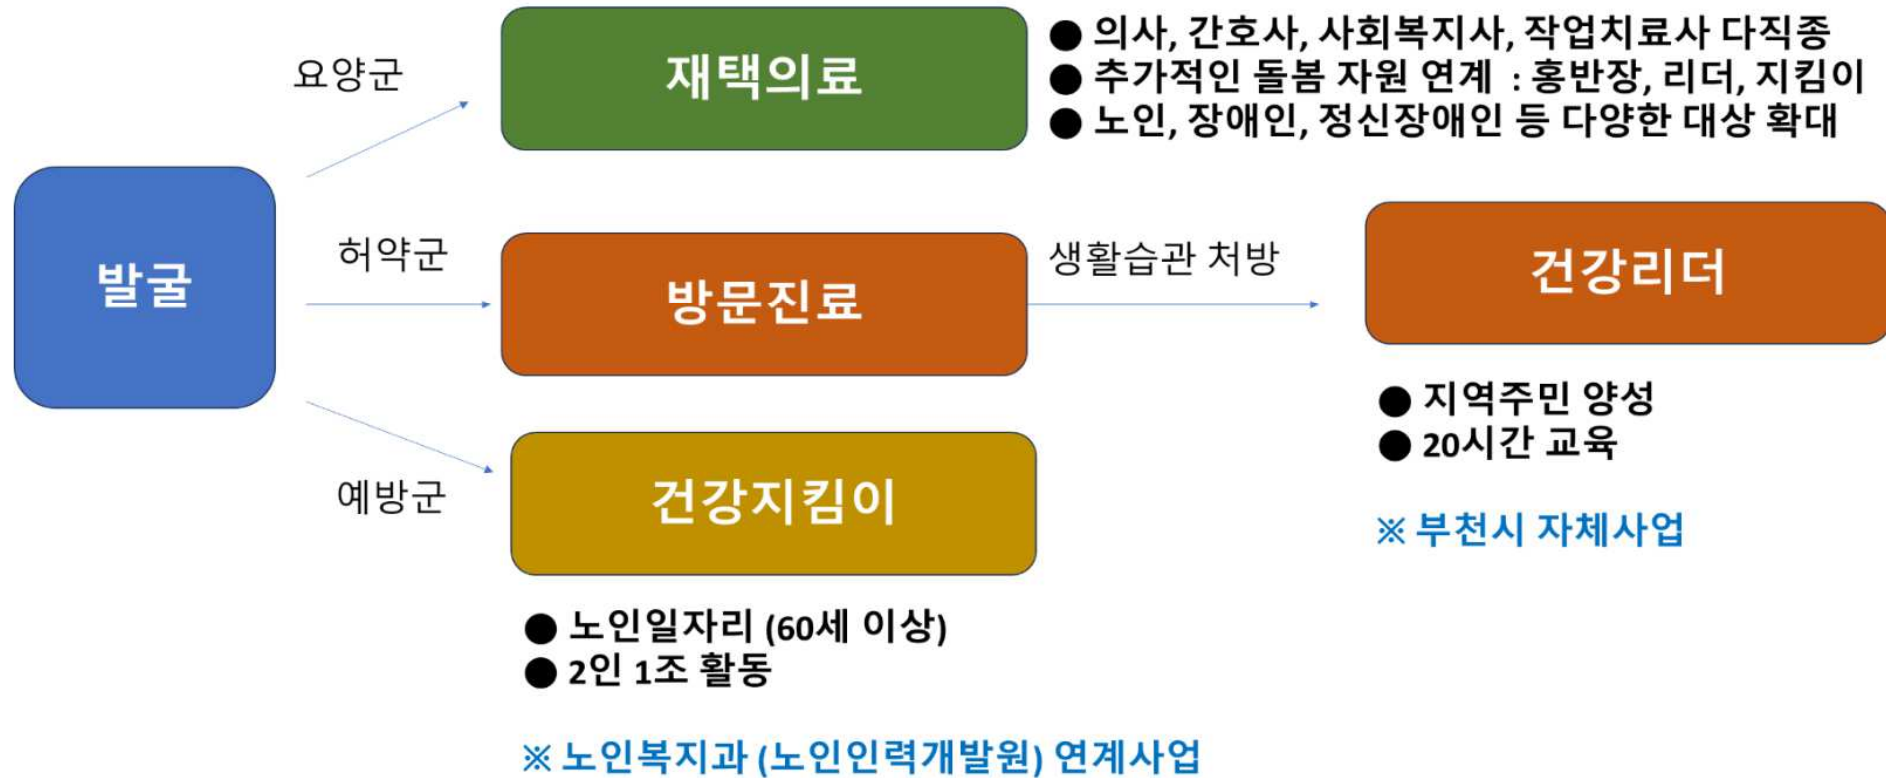 요양군
재택의료
● 의사, 간호사, 사회복지사, 작업치료사 다직종
● 추가적인 돌봄 자원 연계 : 홍반장, 리더, 지킴이
● 노인, 장애인, 정신장애인 등 다양한 대상 확대
발굴
허약군
방문진료
생활습관 처방
건강리더
● 지역주민 양성
● 20시간 교육
※ 부천시 자체사업
예방군
건강지킴이
● 노인일자리 (60세 이상)
● 2인 1조 활동
※ 노인복지과 (노인인력개발원) 연계사업